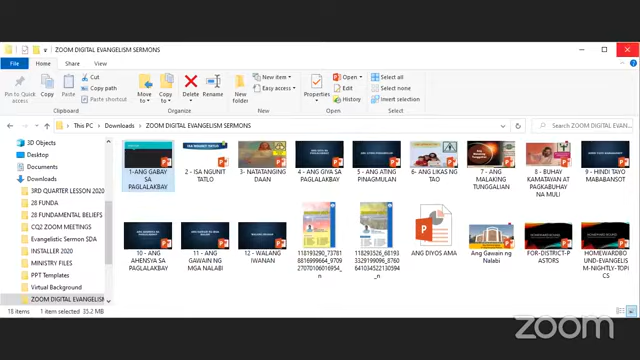 ZOOM DIGITAL EVANGELISM SERMONS
File Home Share View
Pin to Quick access
Copy
Paste
Cut
Copy path
Paste shortcut
Clipboard
Move to
Copy to
Delete
Rename
Organize
New folder
New item
Easy access
New
Properties
Open
Edit
History
Open
Select all
Select none
Invert selection
Select
This PC > Downloads > ZOOM DIGITAL EVANGELISM SERMONS
Search ZOOM DIGITAL EVAN...
3D Objects
Desktop
Documents
Downloads
3RD QUARTER LESSON 2020
28 FUNDA
28 FUNDAMENTAL BELIEFS
CQ2 ZOOM MEETINGS
Evangelistic Sermon SDA
INSTALLER 2020
MINISTRY FILES
PPT Templates
Virtual Background
ZOOM DIGITAL EVANGELISM
1-ANG GABAY SA PAGLALAKBAY
2 - ISA NGUNIT TATLO
3- NATATANGING DAAN
4 - ANG GIYA SA PAGLALAKBAY
5 - ANG ATING PINAGMULAN
6- ANG LIKAS NG TAO
7 - ANG MALAKING TUNGGALIAN
8 - BUHAY KAMATAYAN AT PAGKABUHAY NA MULI
9 - HINDI TAYO MABABANSOT
10 - ANG AHENSYA SA PAGLALAKBAY
11 - ANG GAWAIN NG MGA NALABI
12 - WALANG IWANAN
118190290_737818816999664_970927070106016954_n
118293526_681933329199096_876064103452213059 4_n
ANG DIYOS AMA
Ang Gawain ng Nalabi
FOR-DISTRICT-PASTORS
HOMEWARDBOUND-EVANGELISM-NIGHTLY-TOPICS
18 items 1 item selected 35.2 MB
zoom